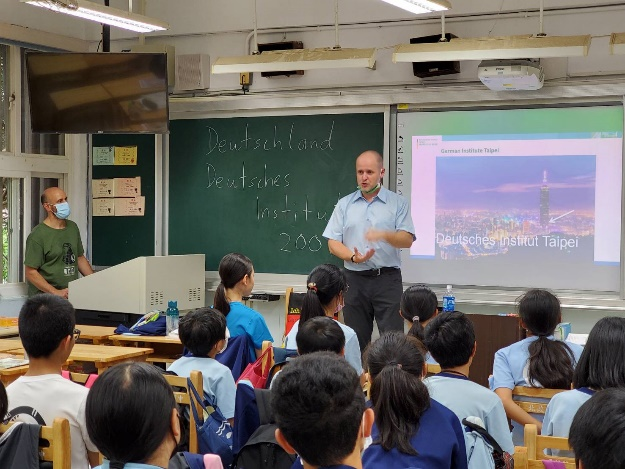 Deutschland
Deutsches
Institut
200
German Institute Taipei
Deutsches Institut Taipei